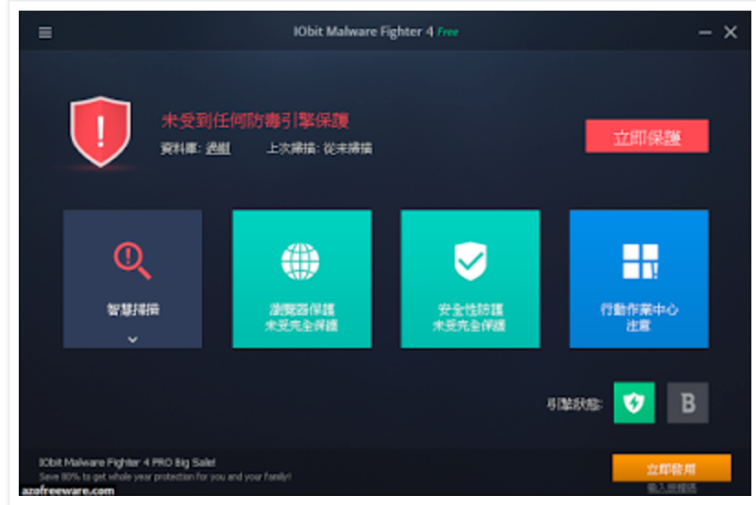 IObit Malware Fighter 4 Free
未受到任何防毒引擎保護
資料庫: 過期 上次掃描: 從未掃描
立即保護
智慧掃描
瀏覽器保護
未受完全保護
安全性防護
未受完全保護
行動作業中心
注意
引擎狀態:
B
IObit Malware Fighter 4 PRO Big Sale!
Save 80% to get whole year protection for you and your family!
立即啟用
azofreeware.com